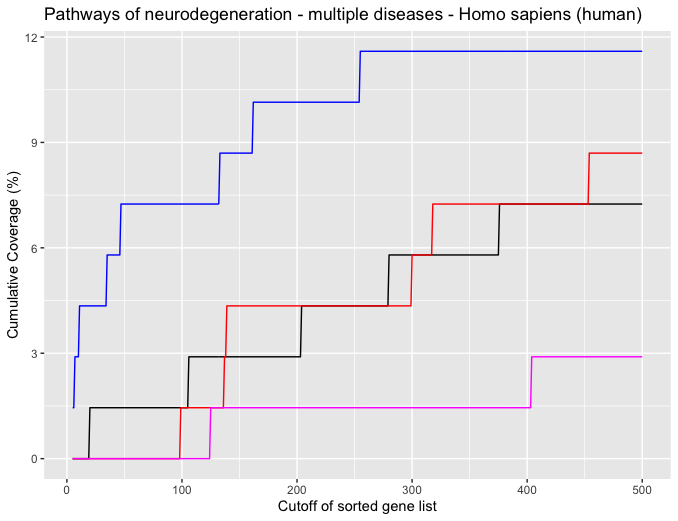 Pathways of neurodegeneration - multiple diseases - Homo sapiens (human)
Cumulative Coverage (%)
12
9
6
3
0
0 100 200 300 400 500
Cutoff of sorted gene list